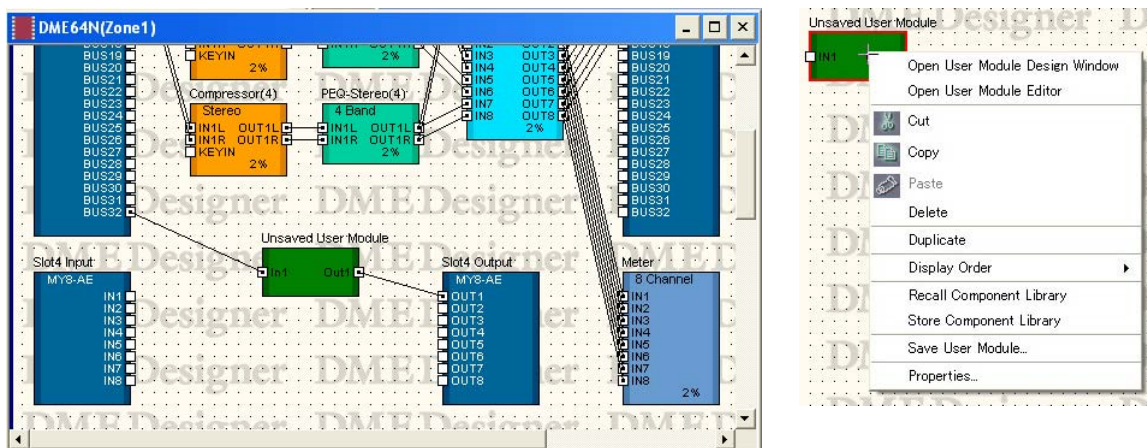 DME64N(Zone1)
BUS19
BUS20
BUS21
BUS22
BUS23
BUS24
BUS25
BUS26
BUS27
BUS28
BUS29
BUS30
BUS31
BUS32
KEYIN
2%
2%
IN3 OUT3
IN4 OUT4
IN5 OUT5
IN6 OUT6
IN7 OUT7
IN8 OUT8
2%
BUS19
BUS20
BUS21
BUS22
BUS23
BUS24
BUS25
BUS26
BUS27
BUS28
BUS29
BUS30
BUS31
BUS32
Compressor(4)
Stereo
IN1L OUT1L
IN1R OUT1R
KEYIN
2%
PEQ-Stereo(4)
4 Band
IN1L OUT1L
IN1R OUT1R
2%
Unsaved User Module
In1 Out1
Slot4 Input
MY8-AE
IN1
IN2
IN3
IN4
IN5
IN6
IN7
IN8
Slot4 Output
MY8-AE
OUT1
OUT2
OUT3
OUT4
OUT5
OUT6
OUT7
OUT8
Meter
8 Channel
IN1
IN2
IN3
IN4
IN5
IN6
IN7
IN8
2%
DME Designer
Unsaved User Module
IN1
Open User Module Design Window
Open User Module Editor
Cut
Copy
Paste
Delete
Duplicate
Display Order
Recall Component Library
Store Component Library
Save User Module...
Properties...